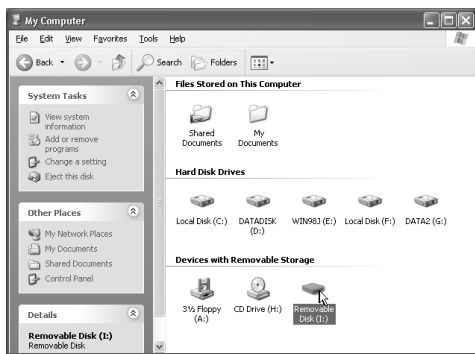 My Computer
File Edit View Favorites Tools Help
Back Search Folders
System Tasks
View system
information
Add or remove
programs
Change a setting
Eject this disk
Other Places
My Network Places
My Documents
Shared Documents
Control Panel
Details
Removable Disk (I:)
Removable Disk
Files Stored on This Computer
Shared
Documents
My
Documents
Hard Disk Drives
Local Disk (C:)
DATADISK
(D:)
WIN98J (E:)
Local Disk (F:)
DATA2 (G:)
Devices with Removable Storage
3½ Floppy
(A:)
CD Drive (H:)
Removable
Disk (I:)